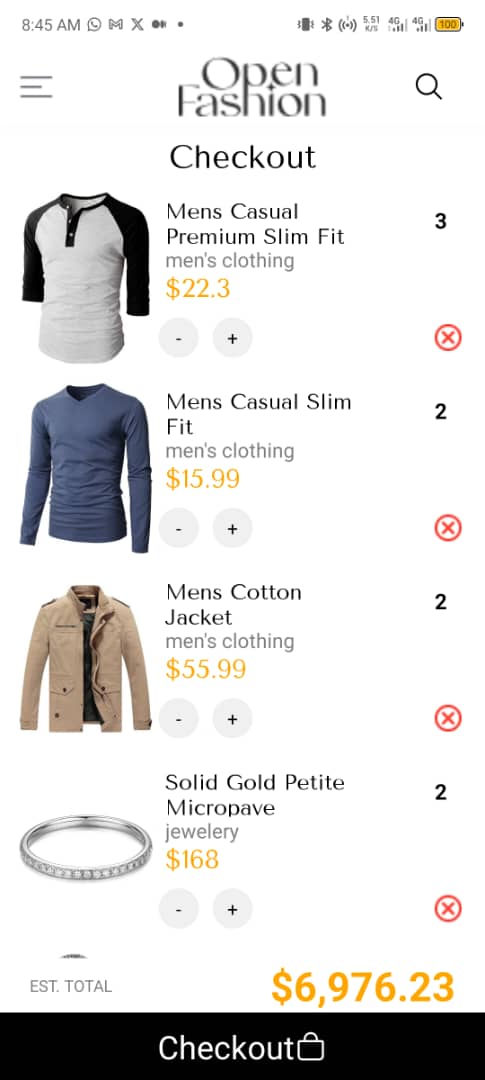 8:45 AM
5.51
K/S
4G
4G
100
Open
Fashion
Checkout
Mens Casual
Premium Slim Fit
3
men's clothing
$22.3
-
+
Mens Casual Slim
Fit
2
men's clothing
$15.99
-
+
Mens Cotton
Jacket
2
men's clothing
$55.99
-
+
Solid Gold Petite
Micropave
2
jewelery
$168
-
+
EST. TOTAL
$6,976.23
Checkout